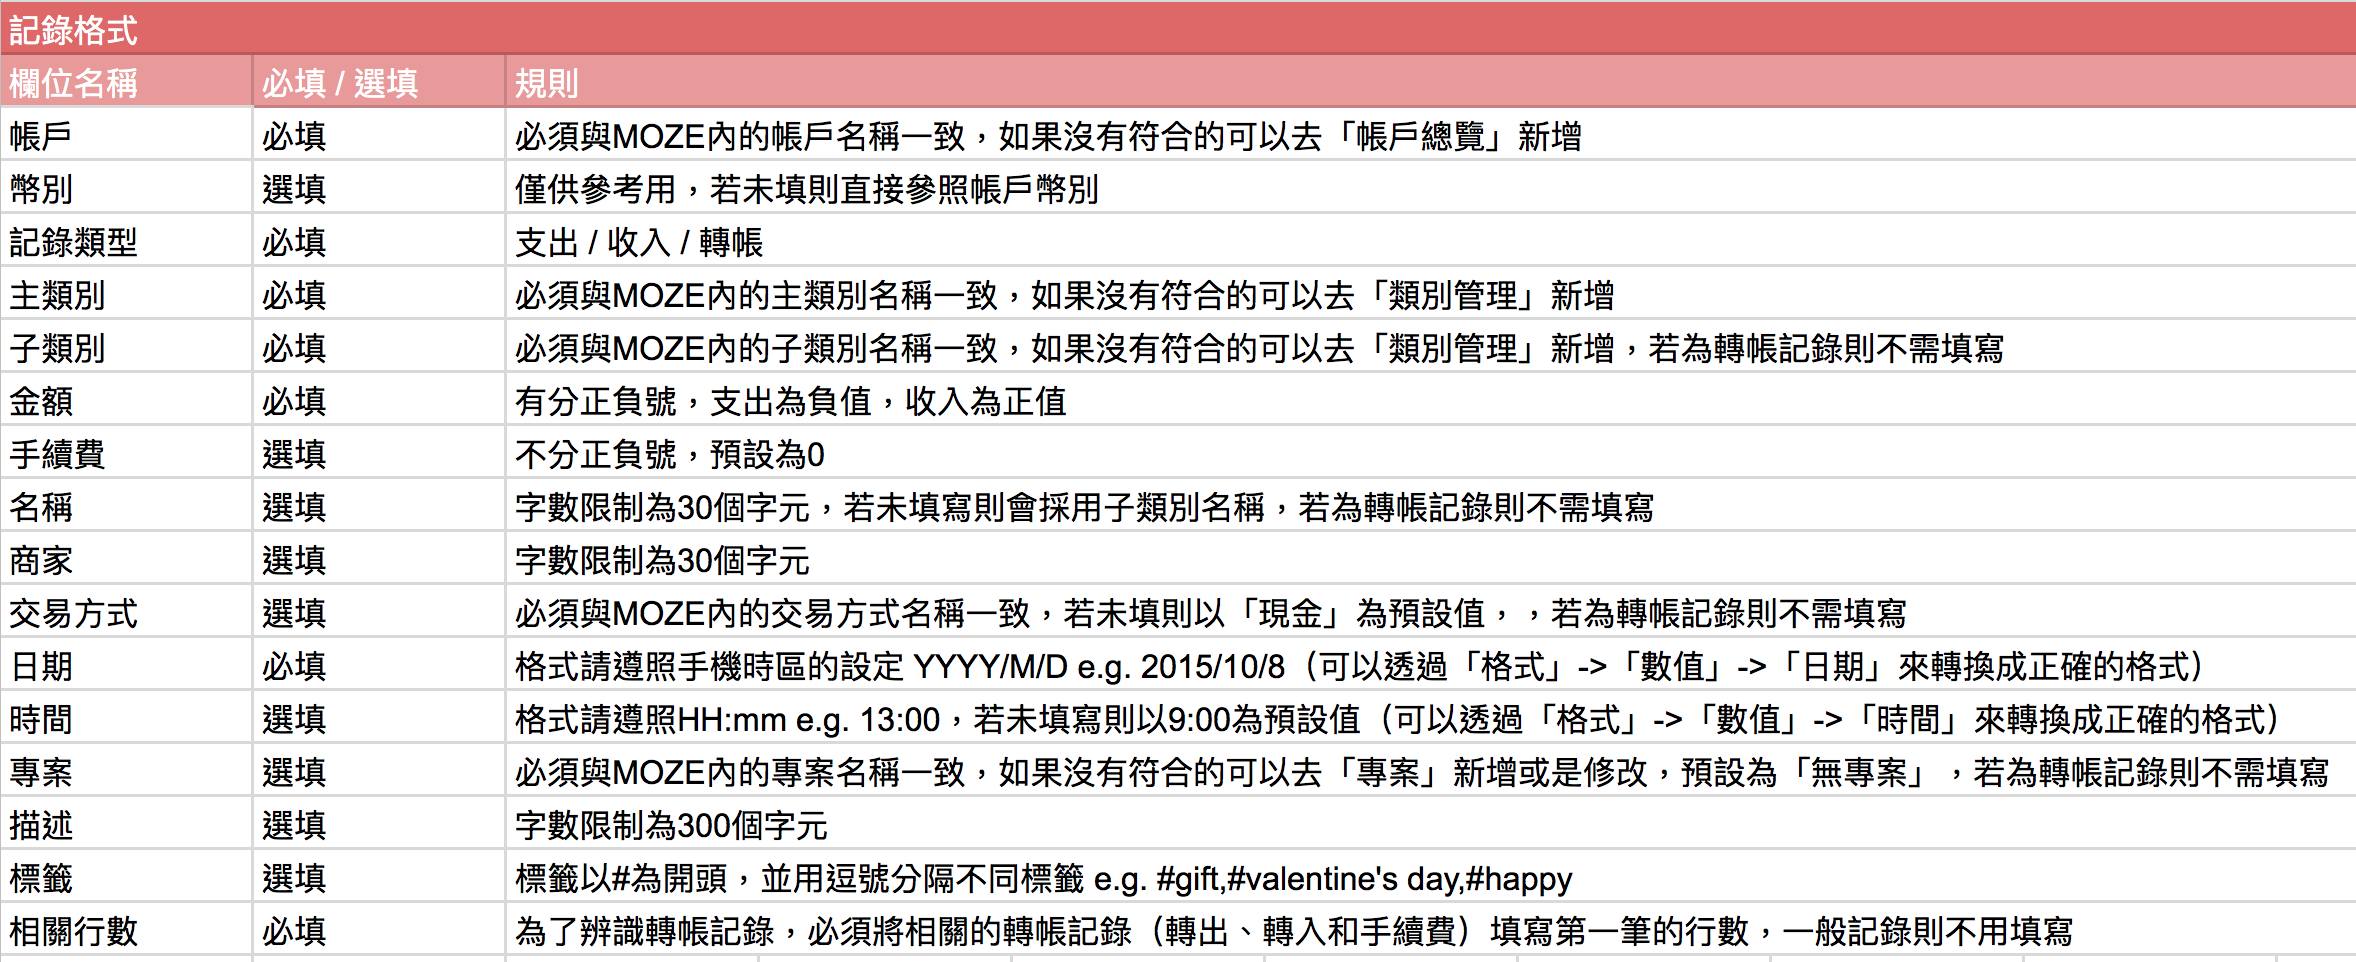 記錄格式
欄位名稱 必填 / 選填 規則
帳戶 必填 必須與MOZE內的帳戶名稱一致，如果沒有符合的可以去「帳戶總覽」新增
幣別 選填 僅供參考用，若未填則直接參照帳戶幣別
記錄類型 必填 支出 / 收入 / 轉帳
主類別 必填 必須與MOZE內的主類別名稱一致，如果沒有符合的可以去「類別管理」新增
子類別 必填 必須與MOZE內的子類別名稱一致，如果沒有符合的可以去「類別管理」新增，若為轉帳記錄則不需填寫
金額 必填 有分正負號，支出為負值，收入為正值
手續費 選填 不分正負號，預設為0
名稱 選填 字數限制為30個字元，若未填寫則會採用子類別名稱，若為轉帳記錄則不需填寫
商家 選填 字數限制為30個字元
交易方式 選填 必須與MOZE內的交易方式名稱一致，若未填則以「現金」為預設值，，若為轉帳記錄則不需填寫
日期 必填 格式請遵照手機時區的設定 YYYY/M/D e.g. 2015/10/8（可以透過「格式」->「數值」->「日期」來轉換成正確的格式）
時間 選填 格式請遵照HH:mm e.g. 13:00，若未填寫則以9:00為預設值（可以透過「格式」->「數值」->「時間」來轉換成正確的格式）
專案 選填 必須與MOZE內的專案名稱一致，如果沒有符合的可以去「專案」新增或是修改，預設為「無專案」，若為轉帳記錄則不需填寫
描述 選填 字數限制為300個字元
標籤 選填 標籤以#為開頭，並用逗號分隔不同標籤 e.g. #gift,#valentine's day,#happy
相關行數 必填 為了辨識轉帳記錄，必須將相關的轉帳記錄（轉出、轉入和手續費）填寫第一筆的行數，一般記錄則不用填寫